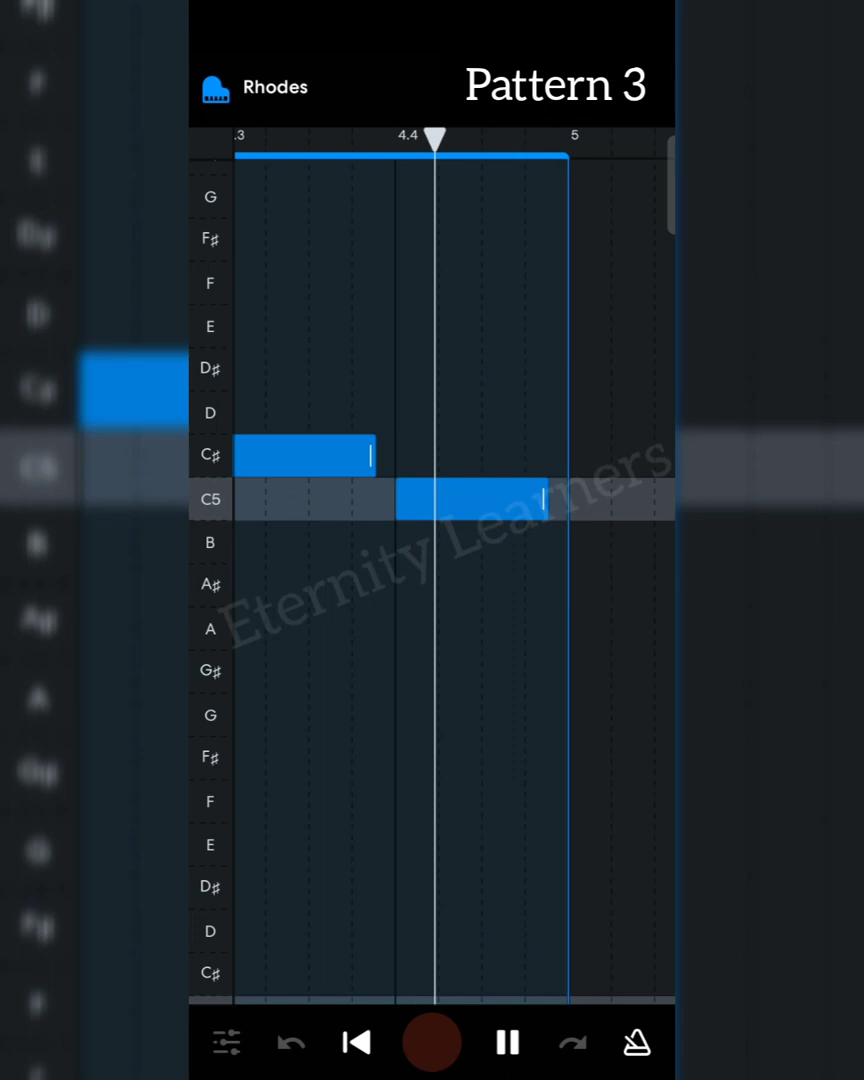 Rhodes
Pattern 3
.3 4.4 5
G
F♯
F
E
D♯
D
C♯
C5
B
A♯
A
G♯
G
F♯
F
E
D♯
D
C♯
Eternity Learners